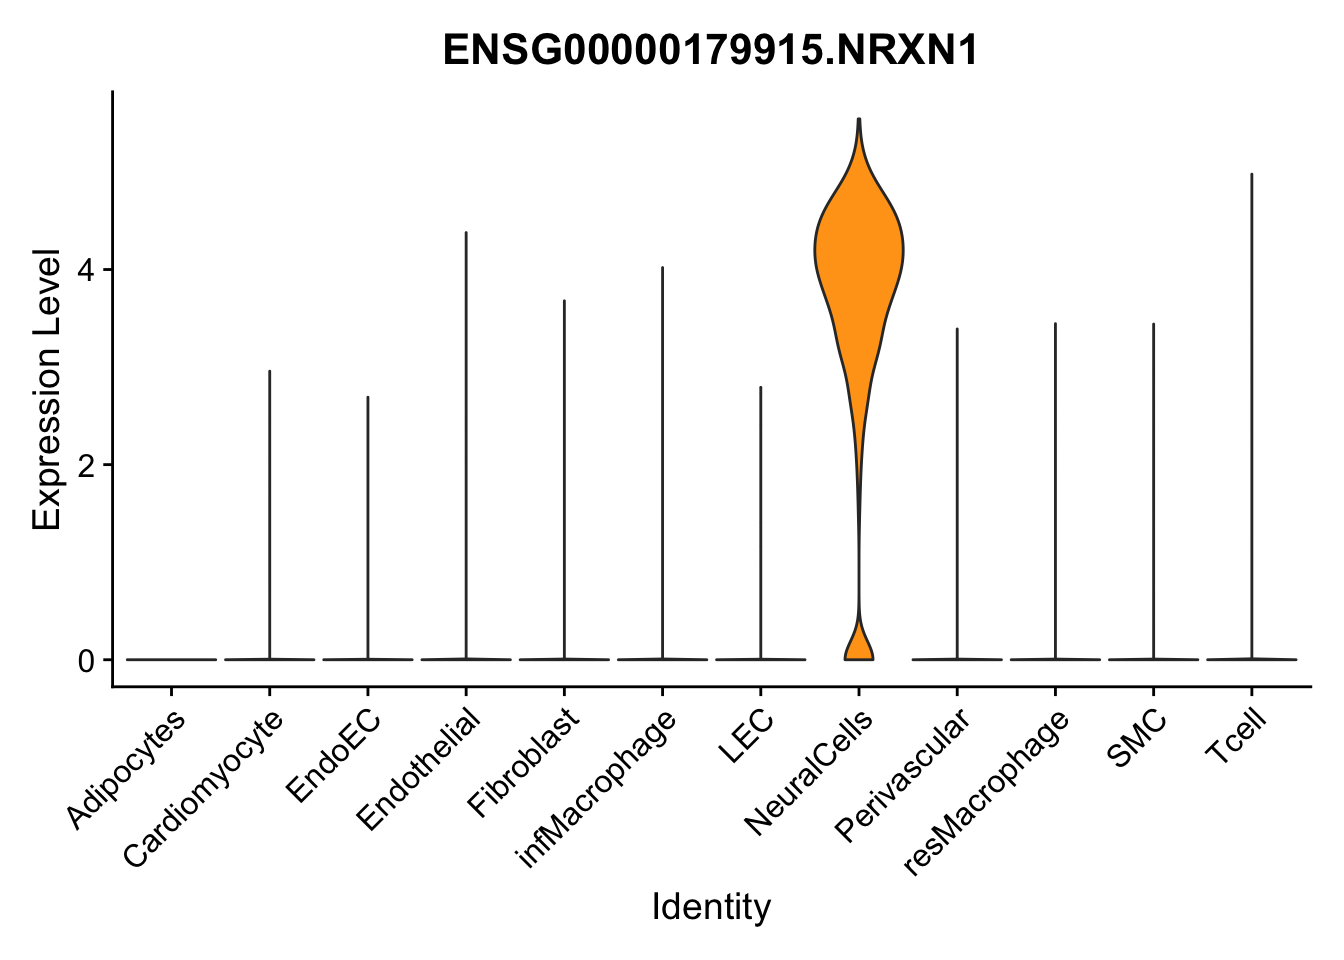 ENSG00000179915.NRXN1
Expression Level
4
2
0
Adipocytes
Cardiomyocyte
EndoEC
Endothelial
Fibroblast
infMacrophage
LEC
NeuralCells
Perivascular
resMacrophage
SMC
Tcell
Identity